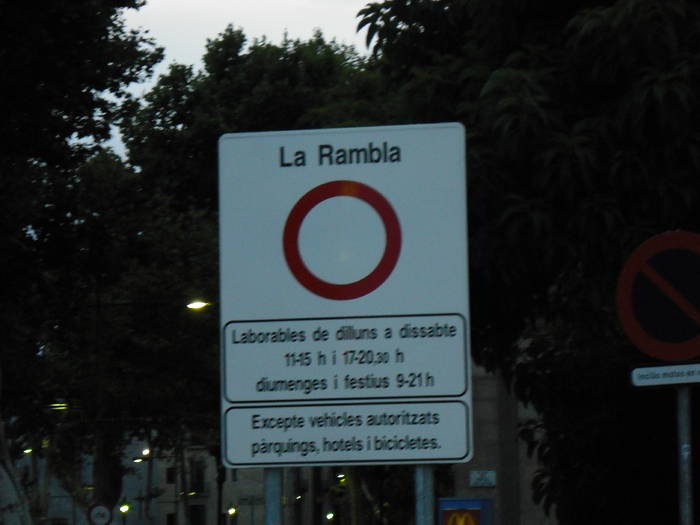 La Rambla
Laborables de dilluns a dissabte
11-15 h i 17-20,30 h
diumenges i festius 9-21 h
Excepte vehicles autoritzats
pàrquings, hotels i bicicletes.